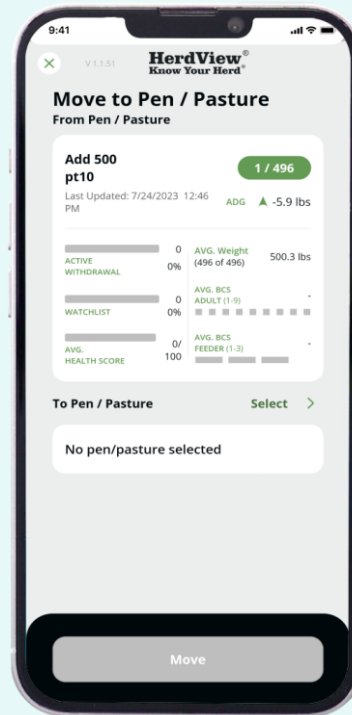 9:41
V 1.1.51
HerdView®
Know Your Herd®
Move to Pen / Pasture
From Pen / Pasture
Add 500
pt10
1 / 496
Last Updated: 7/24/2023 12:46
PM
ADG ▲ -5.9 lbs
0
ACTIVE
WITHDRAWAL
0%
AVG. Weight
(496 of 496)
500.3 lbs
0
WATCHLIST
0%
AVG. BCS
ADULT (1-9)
-
0/
AVG.
HEALTH SCORE
100
AVG. BCS
FEEDER (1-3)
-
To Pen / Pasture
Select >
No pen/pasture selected
Move